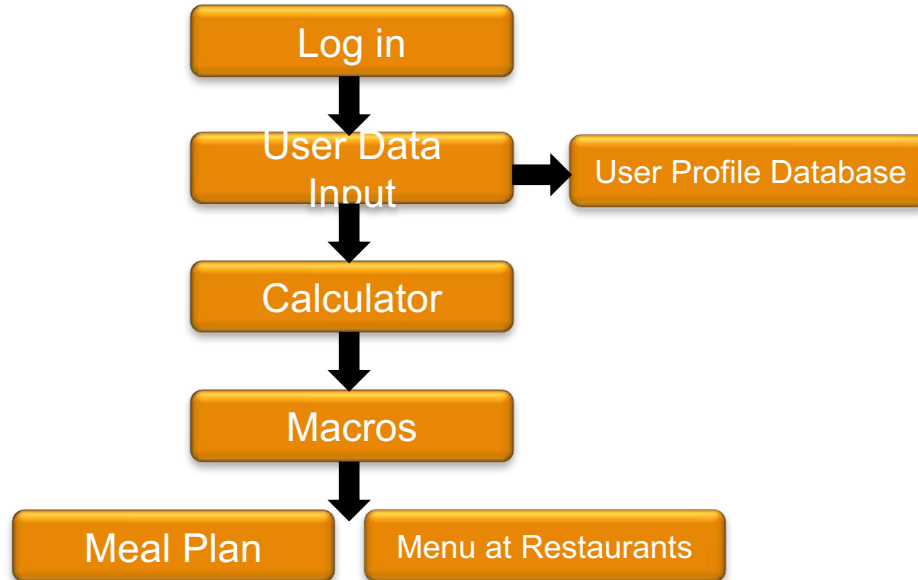 Log in
User Data
Input
User Profile Database
Calculator
Macros
Meal Plan
Menu at Restaurants